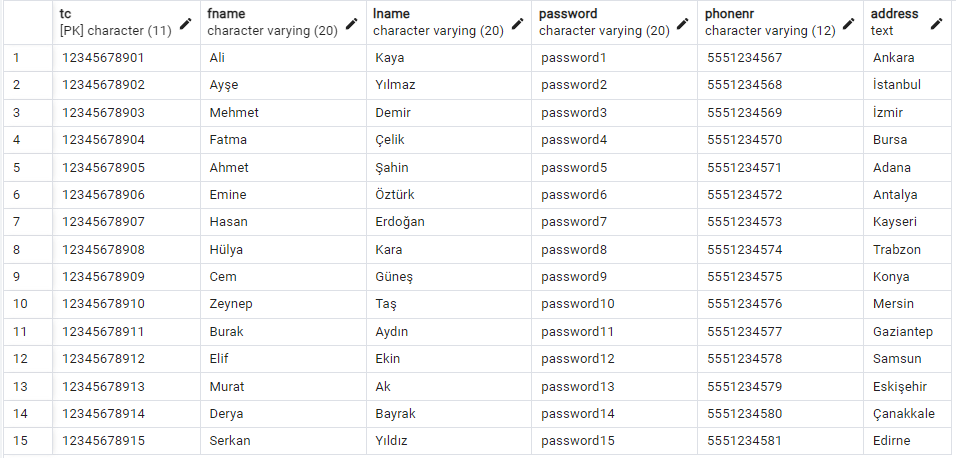 tc fname lname password phonenr address
[PK] character (11) character varying (20) character varying (20) character varying (20) character varying (12) text
1 12345678901 Ali Kaya password1 5551234567 Ankara
2 12345678902 Ayşe Yılmaz password2 5551234568 İstanbul
3 12345678903 Mehmet Demir password3 5551234569 İzmir
4 12345678904 Fatma Çelik password4 5551234570 Bursa
5 12345678905 Ahmet Şahin password5 5551234571 Adana
6 12345678906 Emine Öztürk password6 5551234572 Antalya
7 12345678907 Hasan Erdoğan password7 5551234573 Kayseri
8 12345678908 Hülya Kara password8 5551234574 Trabzon
9 12345678909 Cem Güneş password9 5551234575 Konya
10 12345678910 Zeynep Taş password10 5551234576 Mersin
11 12345678911 Burak Aydın password11 5551234577 Gaziantep
12 12345678912 Elif Ekin password12 5551234578 Samsun
13 12345678913 Murat Ak password13 5551234579 Eskişehir
14 12345678914 Derya Bayrak password14 5551234580 Çanakkale
15 12345678915 Serkan Yıldız password15 5551234581 Edirne